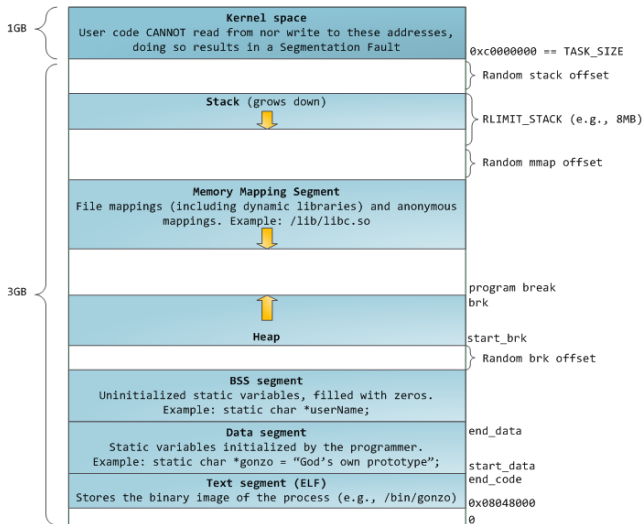 Kernel space
1GB
User code CANNOT read from nor write to these addresses,
doing so results in a Segmentation Fault
0xc0000000 == TASK_SIZE
Random stack offset
Stack (grows down)
RLIMIT_STACK (e.g., 8MB)
Random mmap offset
Memory Mapping Segment
File mappings (including dynamic libraries) and anonymous
mappings. Example: /lib/libc.so
3GB
program break
brk
Heap
start_brk
Random brk offset
BSS segment
Uninitialized static variables, filled with zeros.
Example: static char *userName;
Data segment
end_data
Static variables initialized by the programmer.
Example: static char *gonzo = “God’s own prototype”;
start_data
Text segment (ELF)
end_code
Stores the binary image of the process (e.g., /bin/gonzo)
0x08048000
0